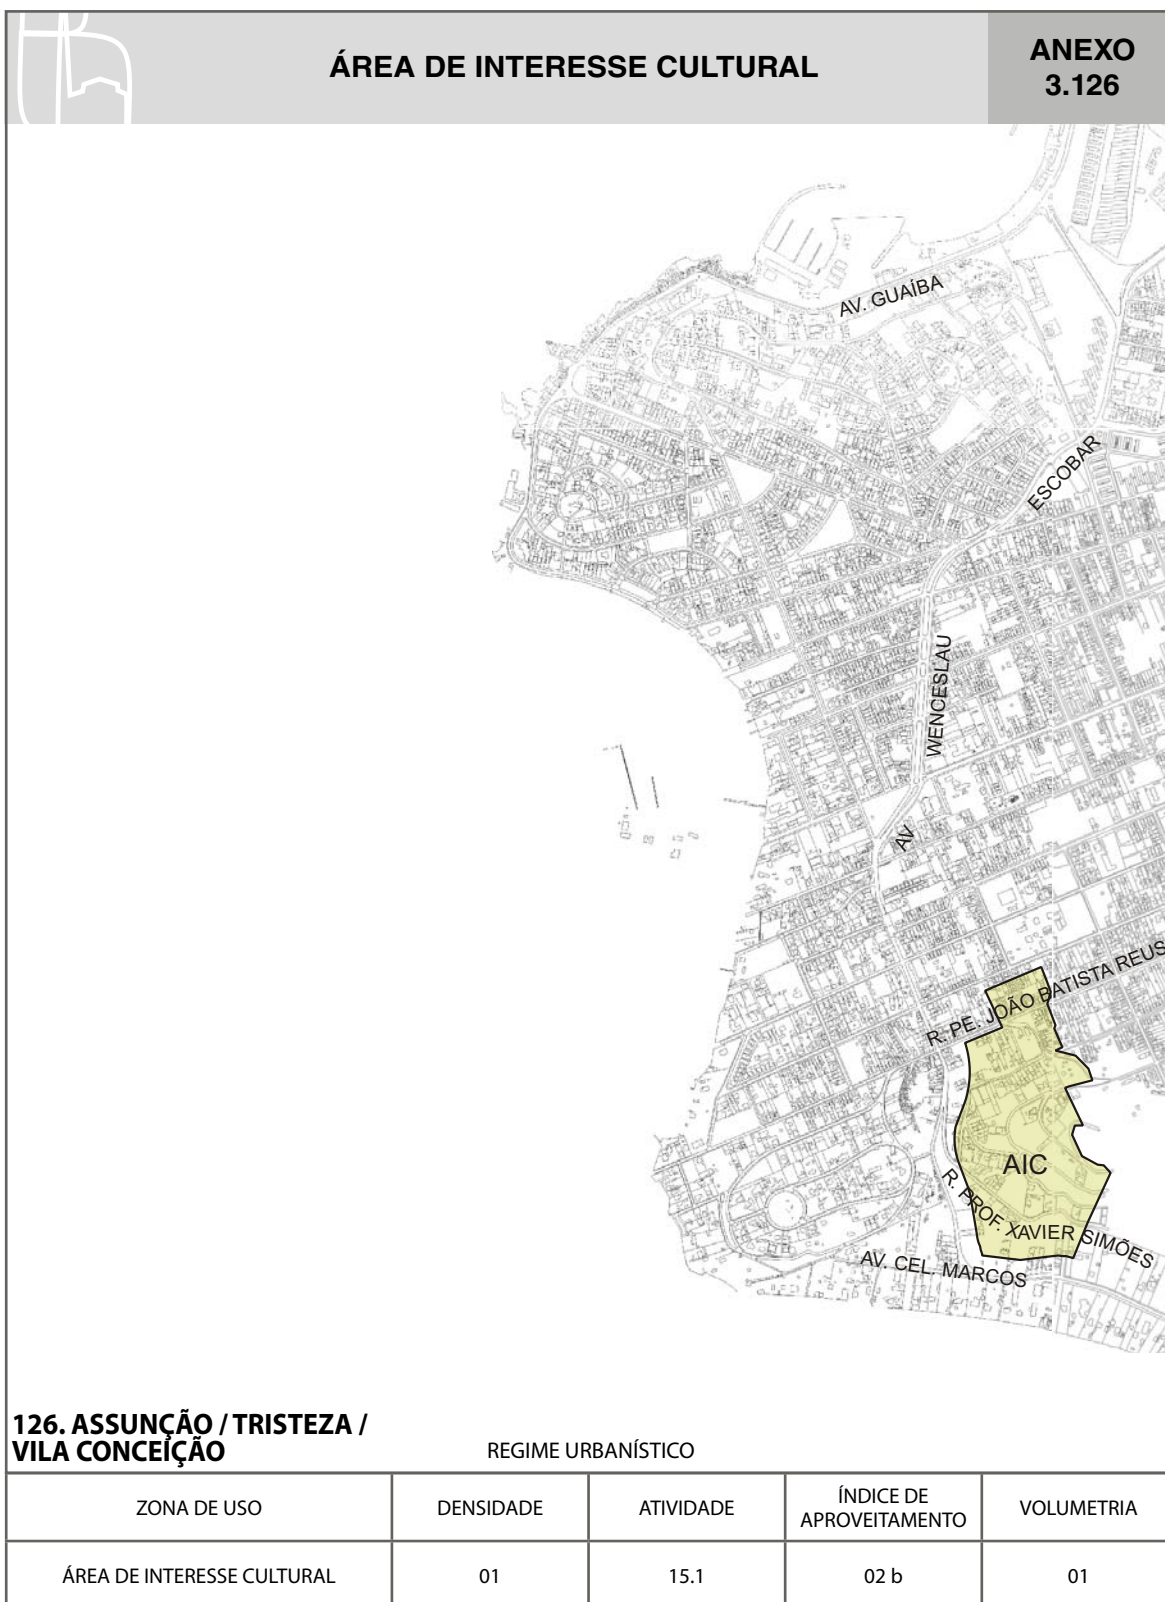 ÁREA DE INTERESSE CULTURAL
ANEXO
3.126
AV. GUAÍBA
ESCOBAR
WENCESLAU
AV
R. PE. JOÃO BATISTA REUS
AIC
R. PROF. XAVIER SIMÕES
AV. CEL. MARCOS
126. ASSUNÇÃO / TRISTEZA /
VILA CONCEIÇÃO
REGIME URBANÍSTICO
ZONA DE USO
DENSIDADE
ATIVIDADE
ÍNDICE DE
APROVEITAMENTO
VOLUMETRIA
ÁREA DE INTERESSE CULTURAL
01
15.1
02 b
01